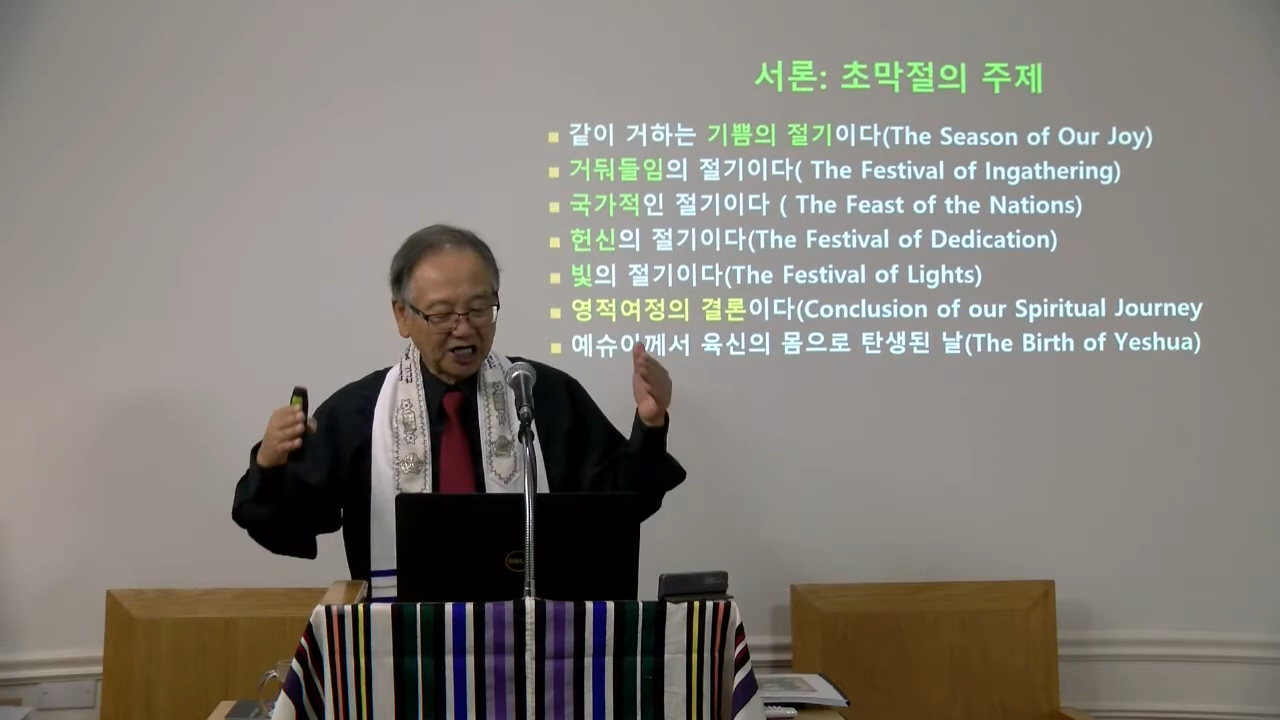 서론: 초막절의 주제
같이 거하는 기쁨의 절기이다(The Season of Our Joy)
거둬들임의 절기이다( The Festival of Ingathering)
국가적인 절기이다 ( The Feast of the Nations)
헌신의 절기이다(The Festival of Dedication)
빛의 절기이다(The Festival of Lights)
영적여정의 결론이다(Conclusion of our Spiritual Journey
예슈아께서 육신의 몸으로 탄생된 날(The Birth of Yeshua)
DELL